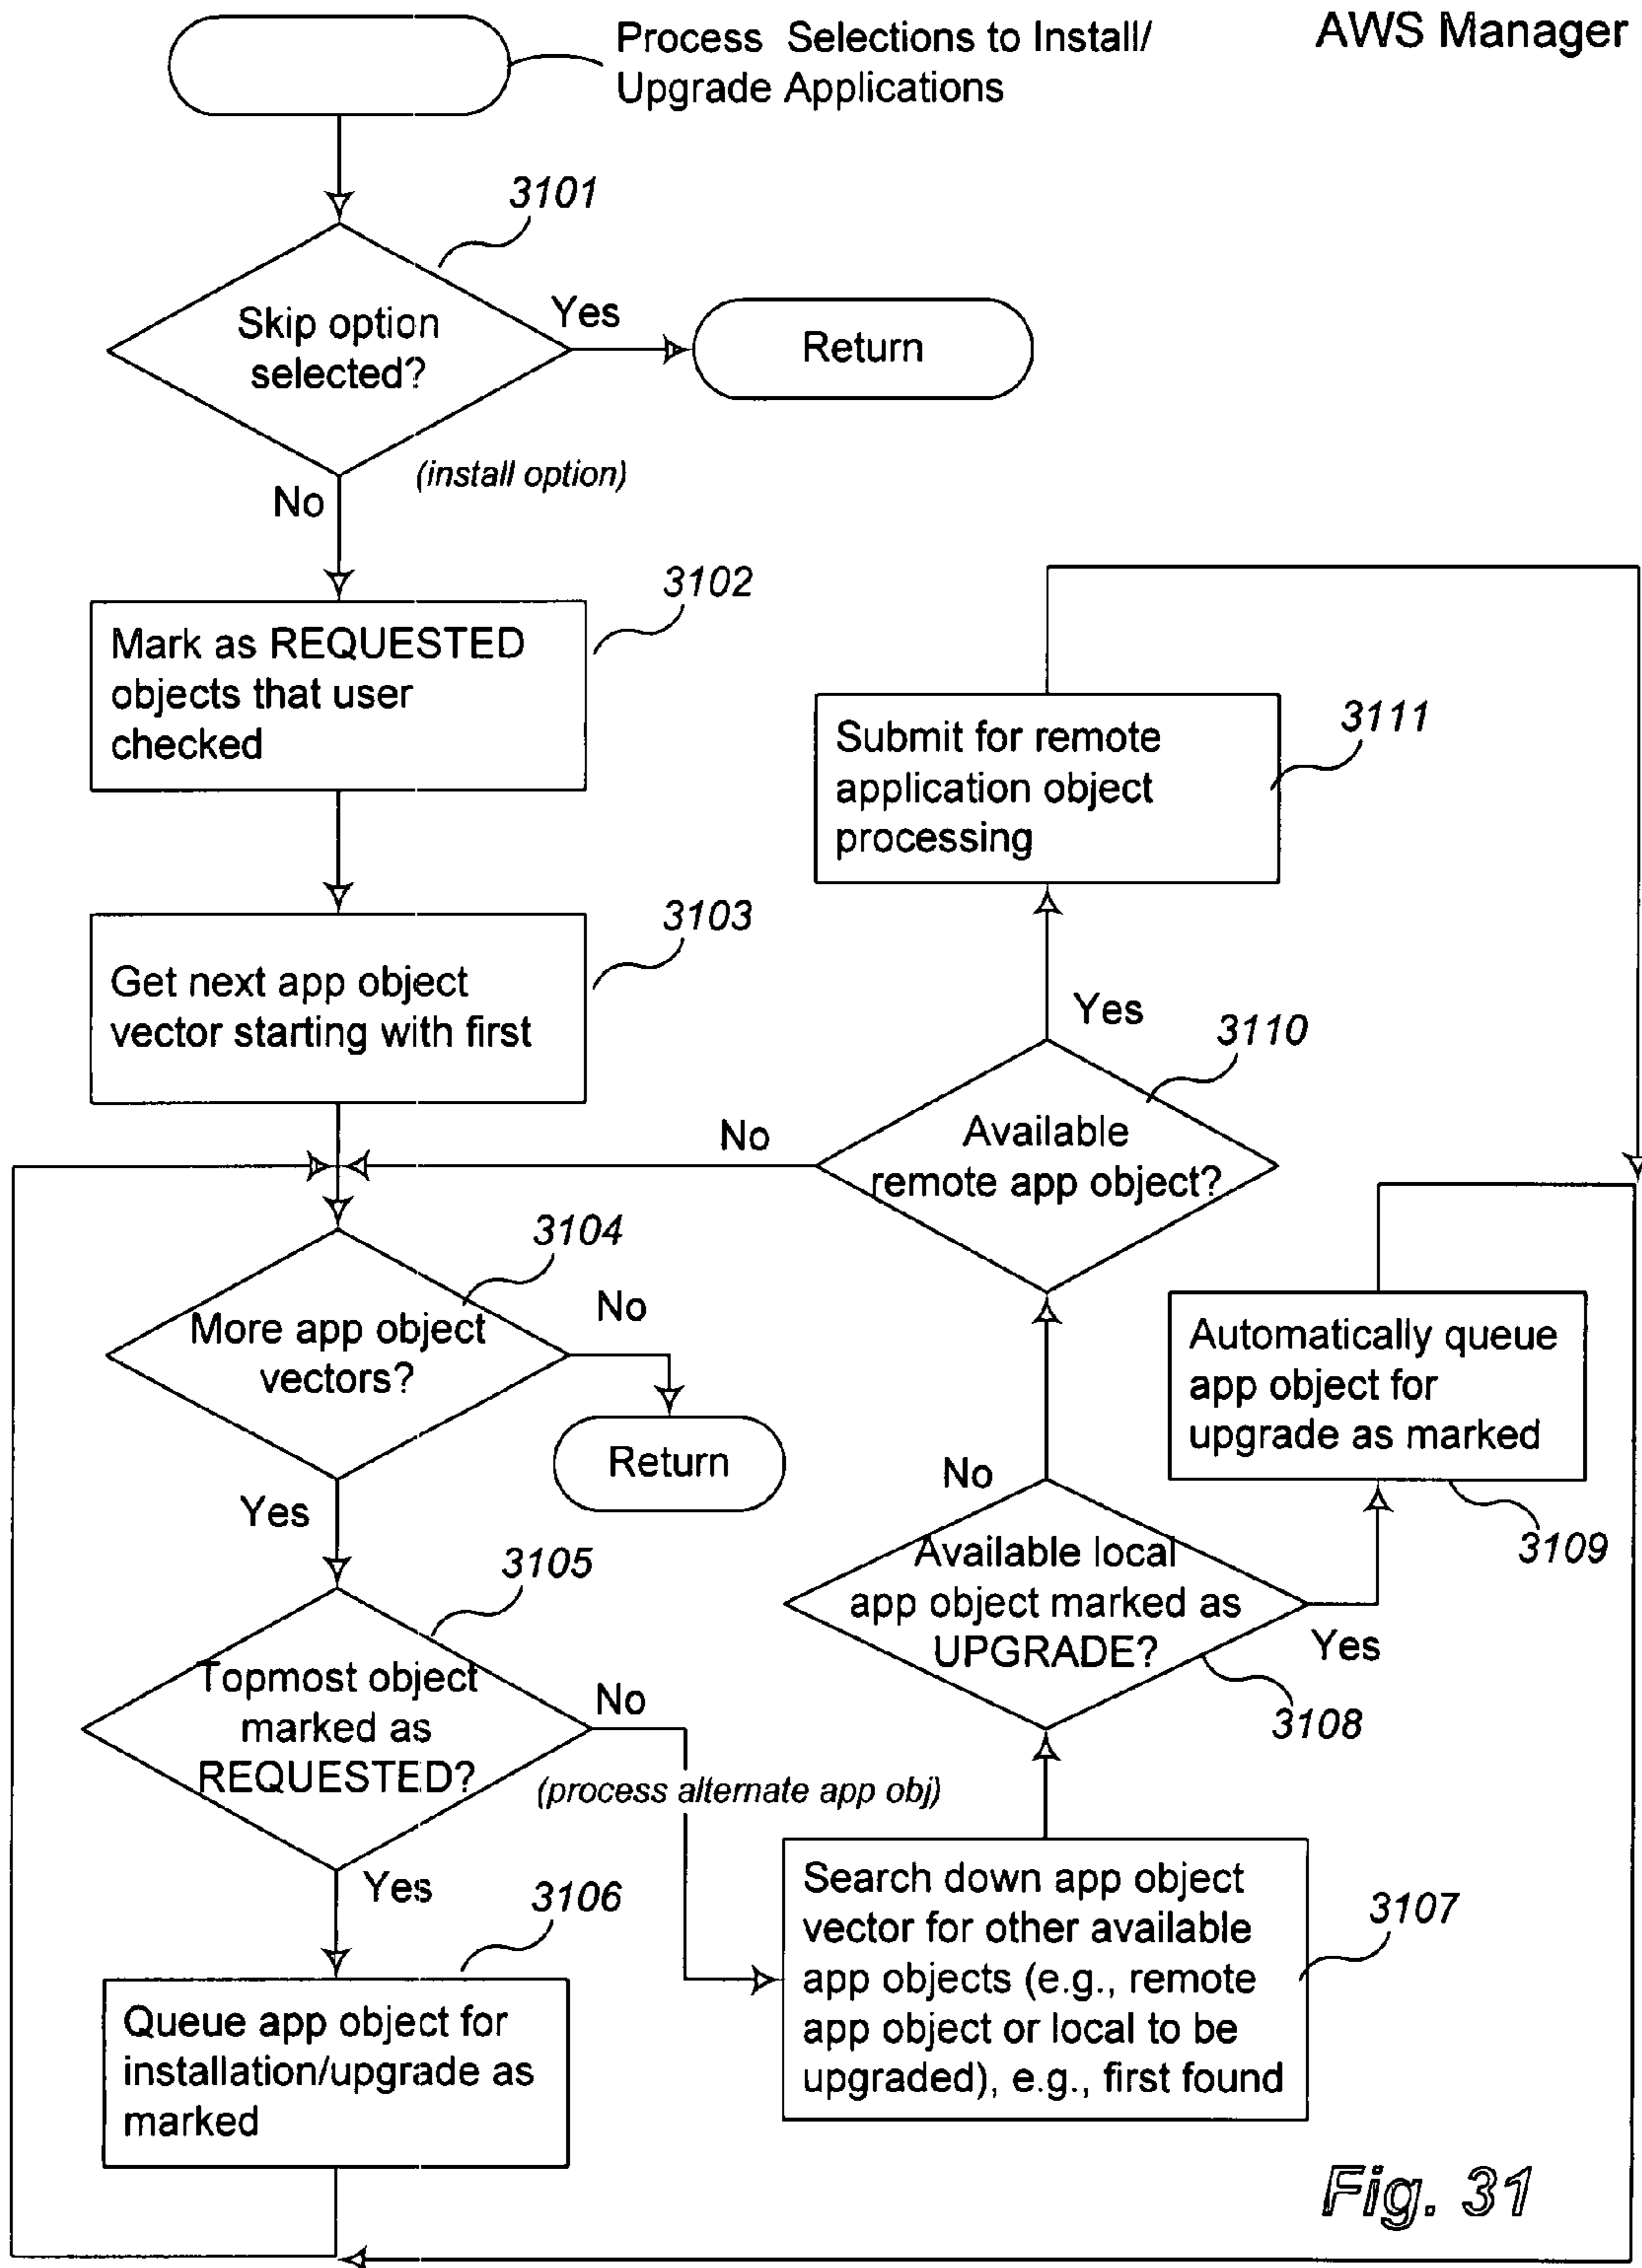 AWS Manager
Process Selections to Install/
Upgrade Applications
3101
Skip option
selected?
Yes
Return
(install option)
No
3102
Mark as REQUESTED
objects that user
checked
3103
Get next app object
vector starting with first
3104
More app object
vectors?
No
Return
Yes
3105
Topmost object
marked as
REQUESTED?
No
(process alternate app obj)
Yes
3106
Queue app object for
installation/upgrade as
marked
3107
Search down app object
vector for other available
app objects (e.g., remote
app object or local to be
upgraded), e.g., first found
3108
Available local
app object marked as
UPGRADE?
Yes
No
3109
Automatically queue
app object for
upgrade as marked
3110
Available
remote app object?
No
Yes
3111
Submit for remote
application object
processing
Fig. 31